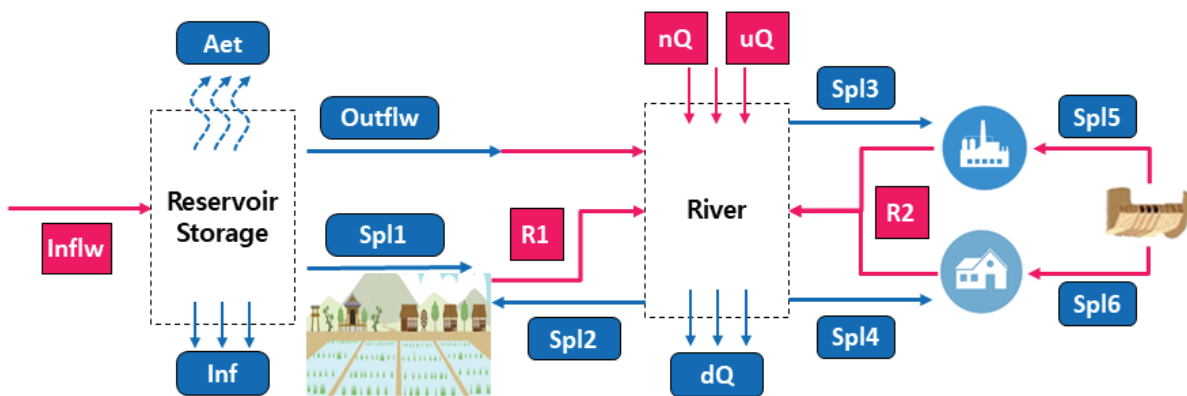 Aet
nQ
uQ
Outflw
Spl3
Spl5
Reservoir
Storage
River
R1
R2
Inflw
Spl1
Spl2
Spl4
Spl6
Inf
dQ